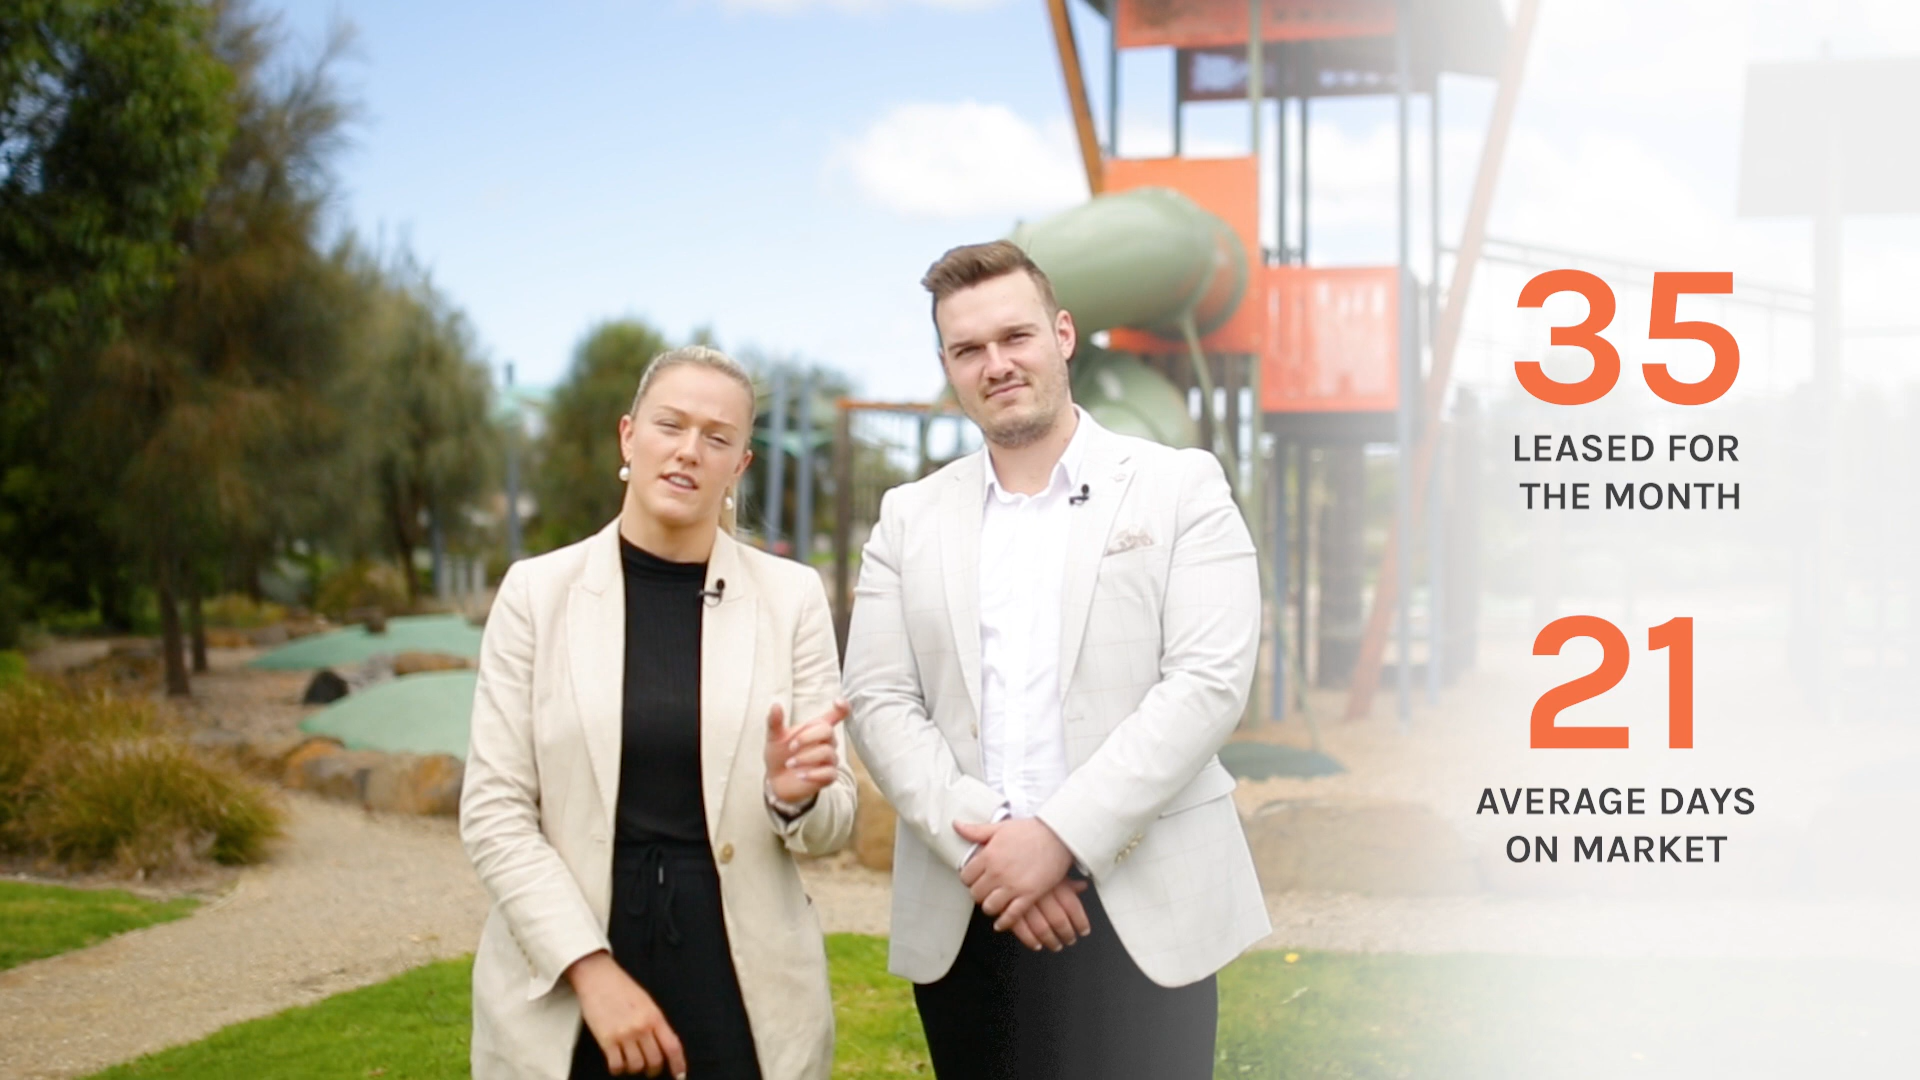 35
LEASED FOR
THE MONTH
21
AVERAGE DAYS
ON MARKET